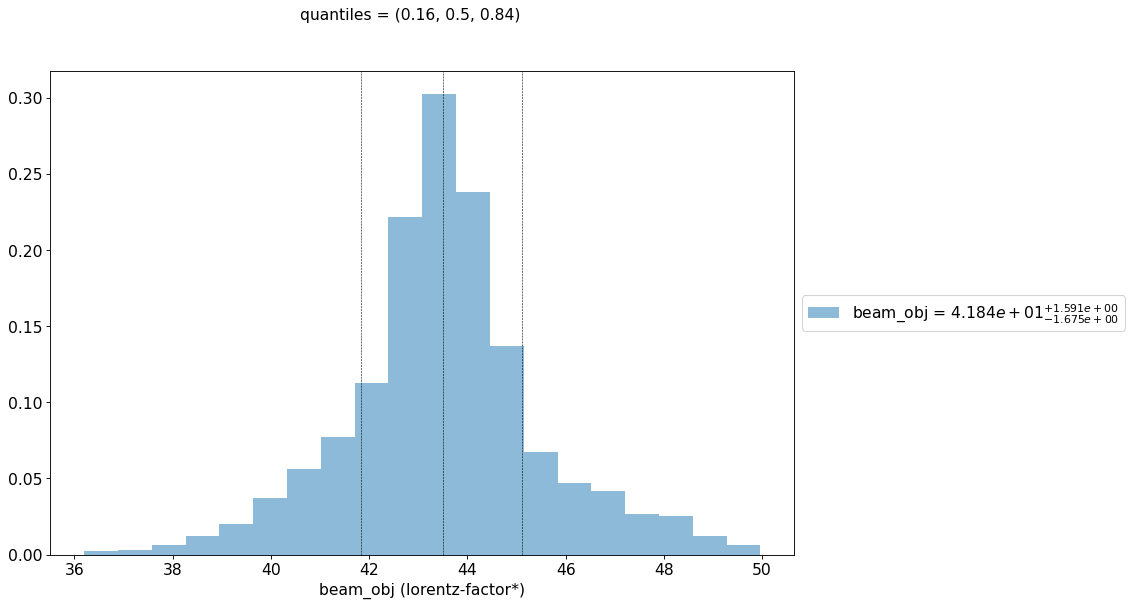 quantiles = (0.16, 0.5, 0.84)
0.30
0.25
0.20
0.15
0.10
0.05
0.00
36 38 40 42 44 46 48 50
beam_obj (lorentz-factor*)
beam_obj = 4.184e + 01 +1.591e+00 −1.675e+00